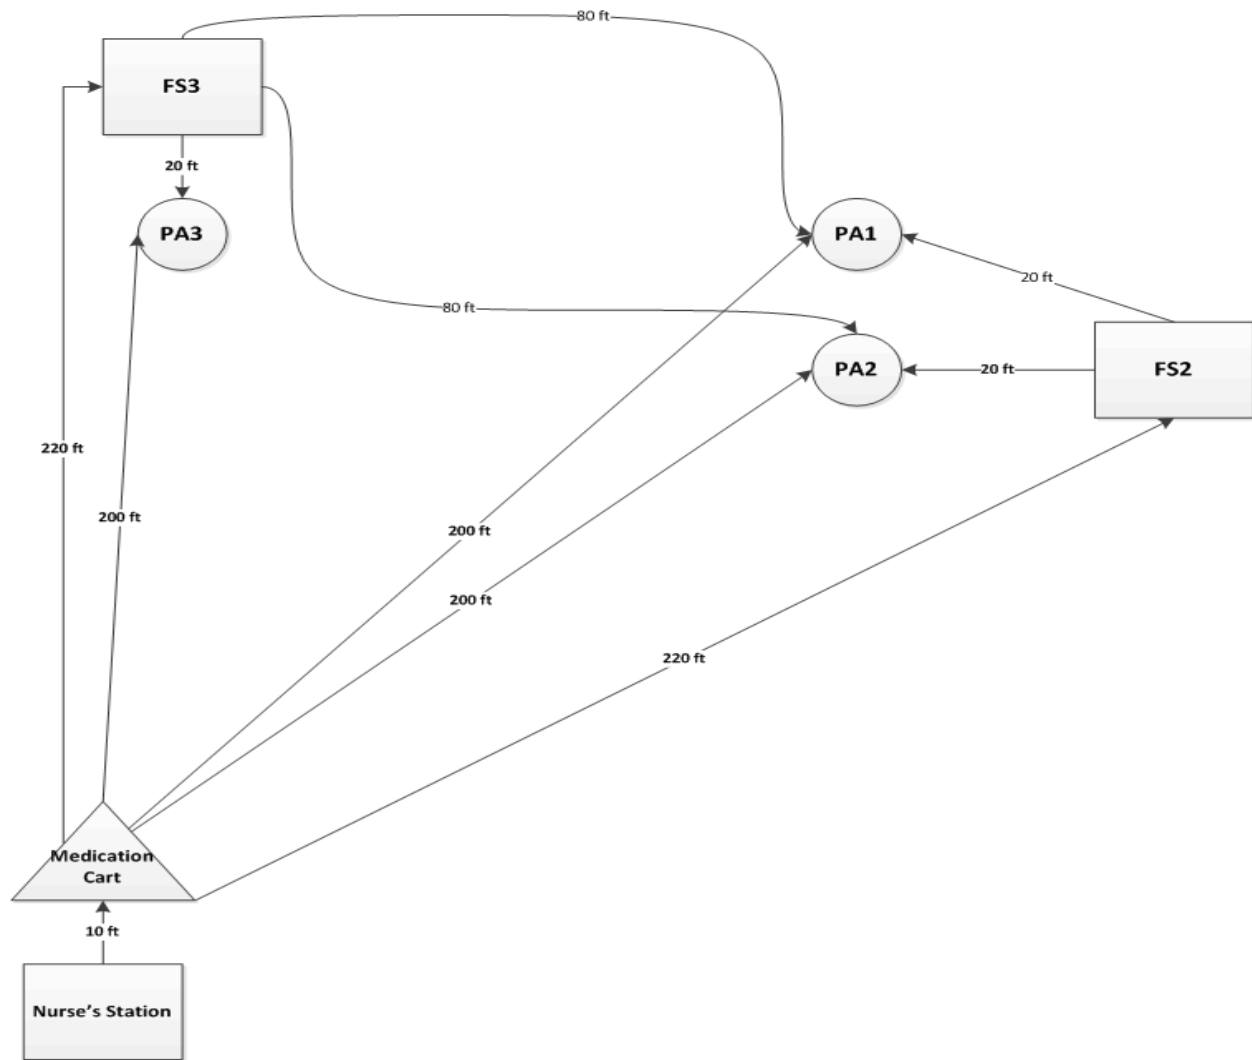 80 ft
FS3
20 ft
PA3
PA1
20 ft
80 ft
PA2
20 ft
FS2
220 ft
200 ft
200 ft
200 ft
220 ft
Medication
Cart
10 ft
Nurse's Station